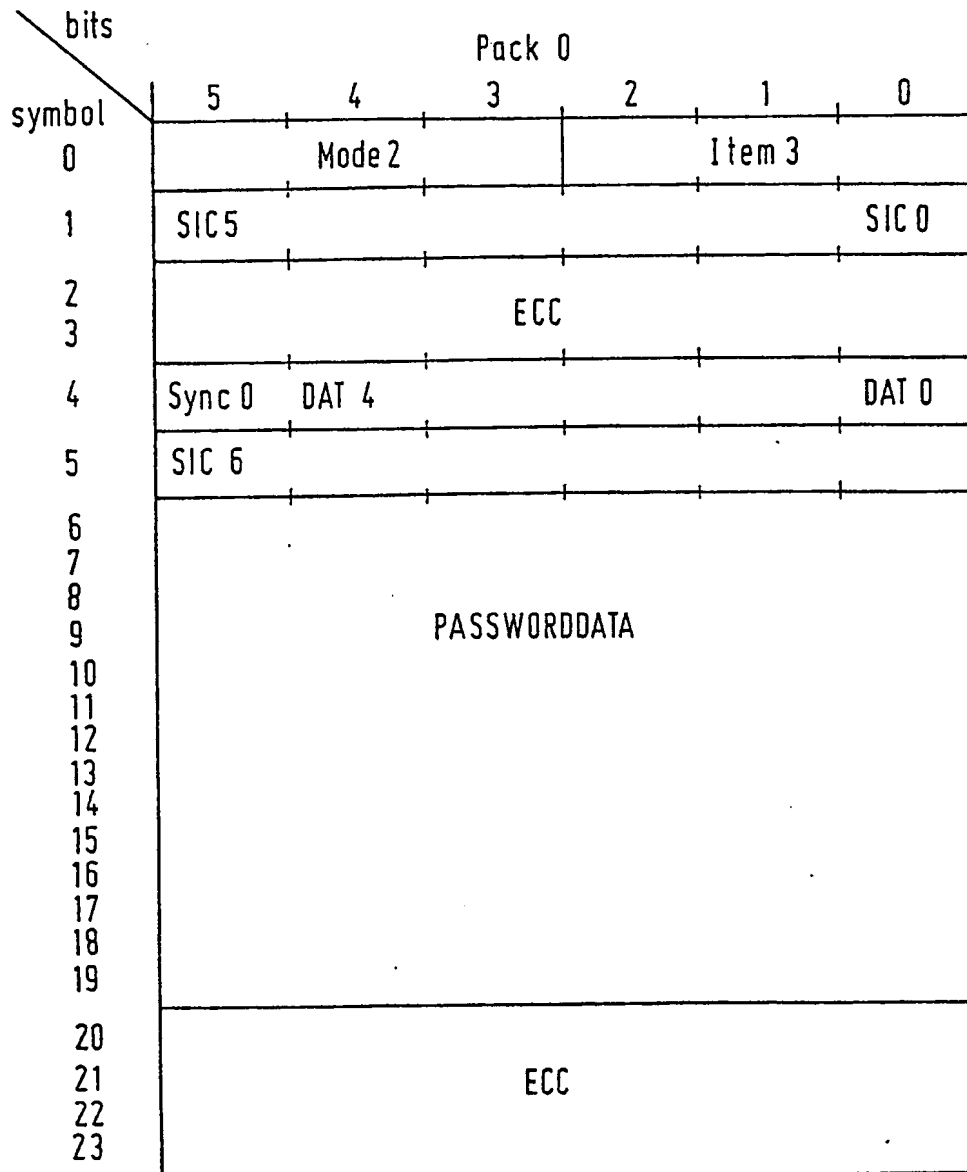 bits
Pack 0
symbol 5 4 3 2 1 0
0 Mode 2 Item 3
1 SIC 5 SIC 0
2
ECC
3
4 Sync 0 DAT 4 DAT 0
5 SIC 6
6
7
8
9 PASSWORDDATA
10
11
12
13
14
15
16
17
18
19
20
21 ECC
22
23